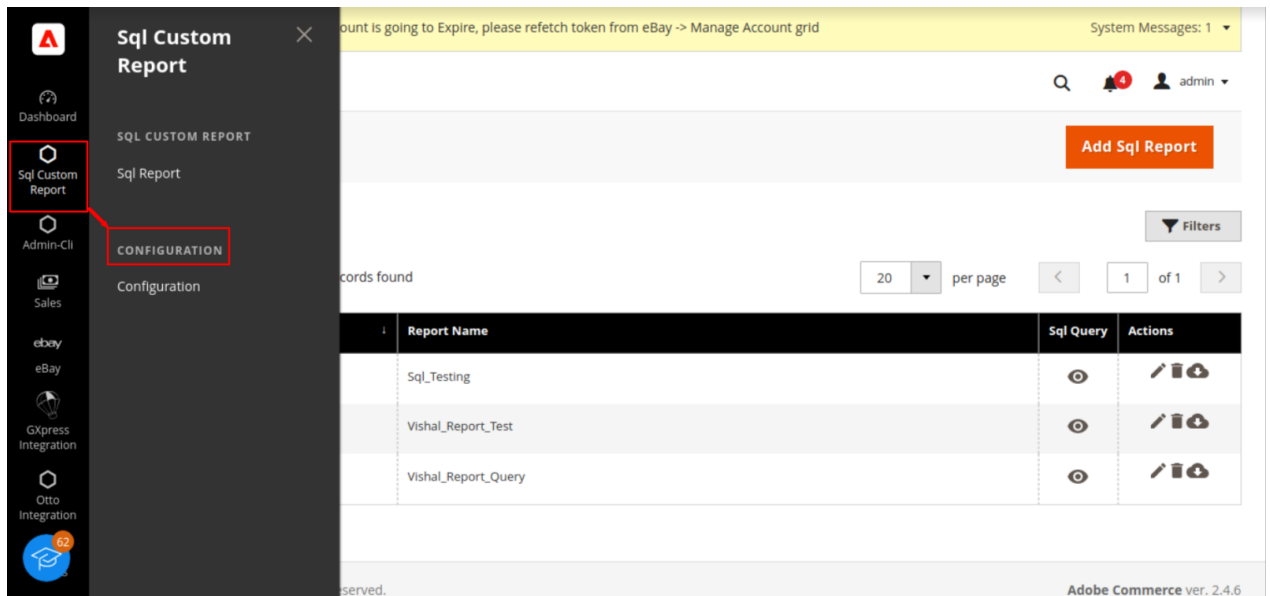 ount is going to Expire, please refetch token from eBay -> Manage Account grid
System Messages: 1
4
admin
Dashboard
Sql Custom
Report
Admin-Cli
Sales
ebay
eBay
GXpress
Integration
Otto
Integration
62
Sql Custom
Report
SQL CUSTOM REPORT
Sql Report
CONFIGURATION
Configuration
Add Sql Report
Filters
cords found
20
per page
1
of 1
↓ Report Name
Sql Query
Actions
Sql_Testing
Vishal_Report_Test
Vishal_Report_Query
served.
Adobe Commerce ver. 2.4.6